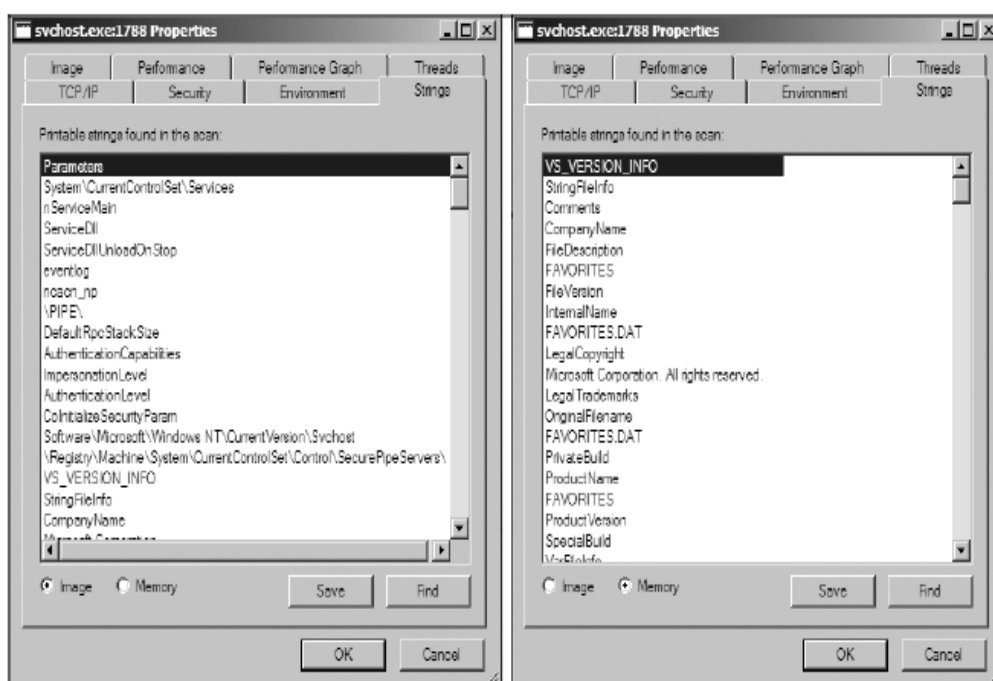 svchost.exe:1788 Properties
Image Performance Performance Graph Threads
TCP/IP Security Environment Strings
Printable strings found in the scan:
Parameters
System\CurrentControlSet\Services
ServiceMain
ServiceDll
ServiceDllUnloadOnStop
eventlog
ncacn_np
\PIPE\
DefaultRpcStackSize
AuthenticationCapabilities
ImpersonationLevel
AuthenticationLevel
CoInitializeSecurityParam
Software\Microsoft\Windows NT\CurrentVersion\Svchost
\Registry\Machine\System\CurrentControlSet\Control\SecurePipeServers\
VS_VERSION_INFO
StringFileInfo
CompanyName
Microsoft Corporation
Image Memory Save Find
OK Cancel
svchost.exe:1788 Properties
Image Performance Performance Graph Threads
TCP/IP Security Environment Strings
Printable strings found in the scan:
VS_VERSION_INFO
StringFileInfo
Comments
CompanyName
FileDescription
FAVORITES
FileVersion
InternalName
FAVORITES.DAT
LegalCopyright
Microsoft Corporation. All rights reserved.
LegalTrademarks
OriginalFilename
FAVORITES.DAT
PrivateBuild
ProductName
FAVORITES
ProductVersion
SpecialBuild
VarFileInfo
Image Memory Save Find
OK Cancel